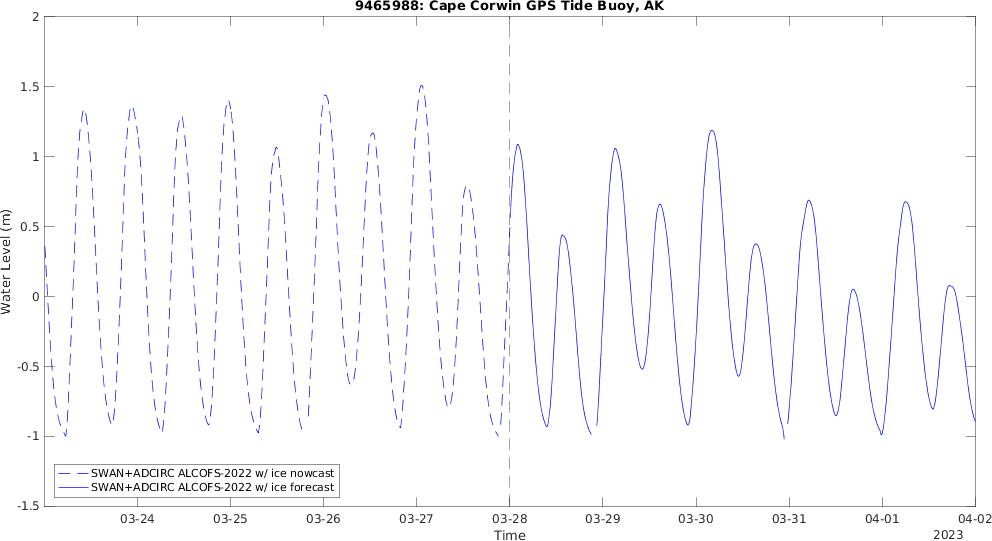 9465988: Cape Corwin GPS Tide Buoy, AK
Water Level (m)
2
1.5
1
0.5
0
-0.5
-1
-1.5
SWAN+ADCIRC ALCOFS-2022 w/ ice nowcast
SWAN+ADCIRC ALCOFS-2022 w/ ice forecast
03-24 03-25 03-26 03-27 03-28 03-29 03-30 03-31 04-01 04-02
Time
2023